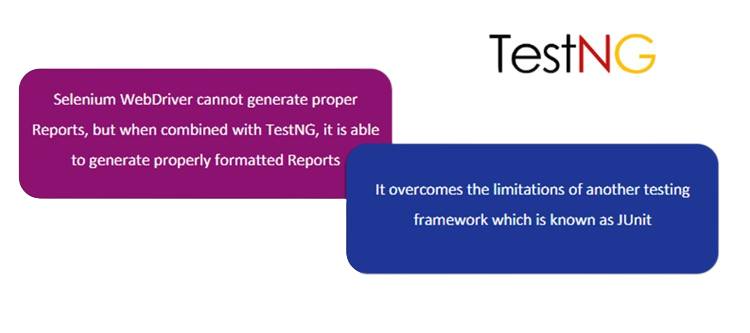 TestNG
Selenium WebDriver cannot generate proper
Reports, but when combined with TestNG, it is able
to generate properly formatted Reports
It overcomes the limitations of another testing
framework which is known as JUnit